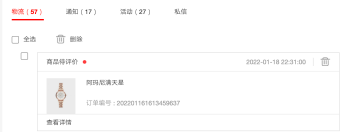 物流（57） 通知（17） 活动（27） 私信
全选 删除
商品待评价 2022-01-18 22:31:00
阿玛尼满天星
订单编号：202201161613459837
查看详情